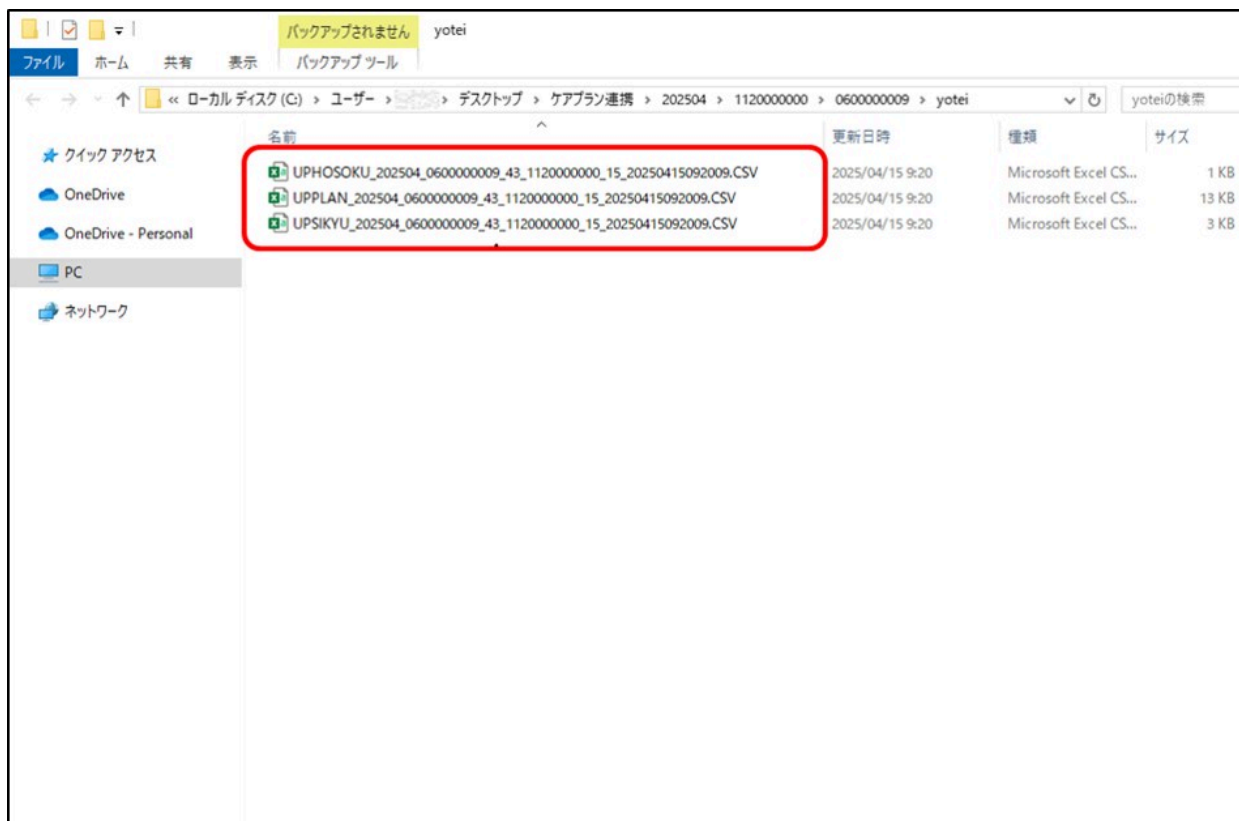 バックアップされません yotei
ファイル ホーム 共有 表示 バックアップ ツール
« ローカル ディスク (C:) › ユーザー › › デスクトップ › ケアプラン連携 › 202504 › 1120000000 › 0600000009 › yotei yoteiの検索
名前 更新日時 種類 サイズ
クイック アクセス
UPHOSOKU_202504_0600000009_43_1120000000_15_20250415092009.CSV 2025/04/15 9:20 Microsoft Excel CS... 1 KB
OneDrive
UPPLAN_202504_0600000009_43_1120000000_15_20250415092009.CSV 2025/04/15 9:20 Microsoft Excel CS... 13 KB
UPSIKYU_202504_0600000009_43_1120000000_15_20250415092009.CSV 2025/04/15 9:20 Microsoft Excel CS... 3 KB
OneDrive - Personal
PC
ネットワーク